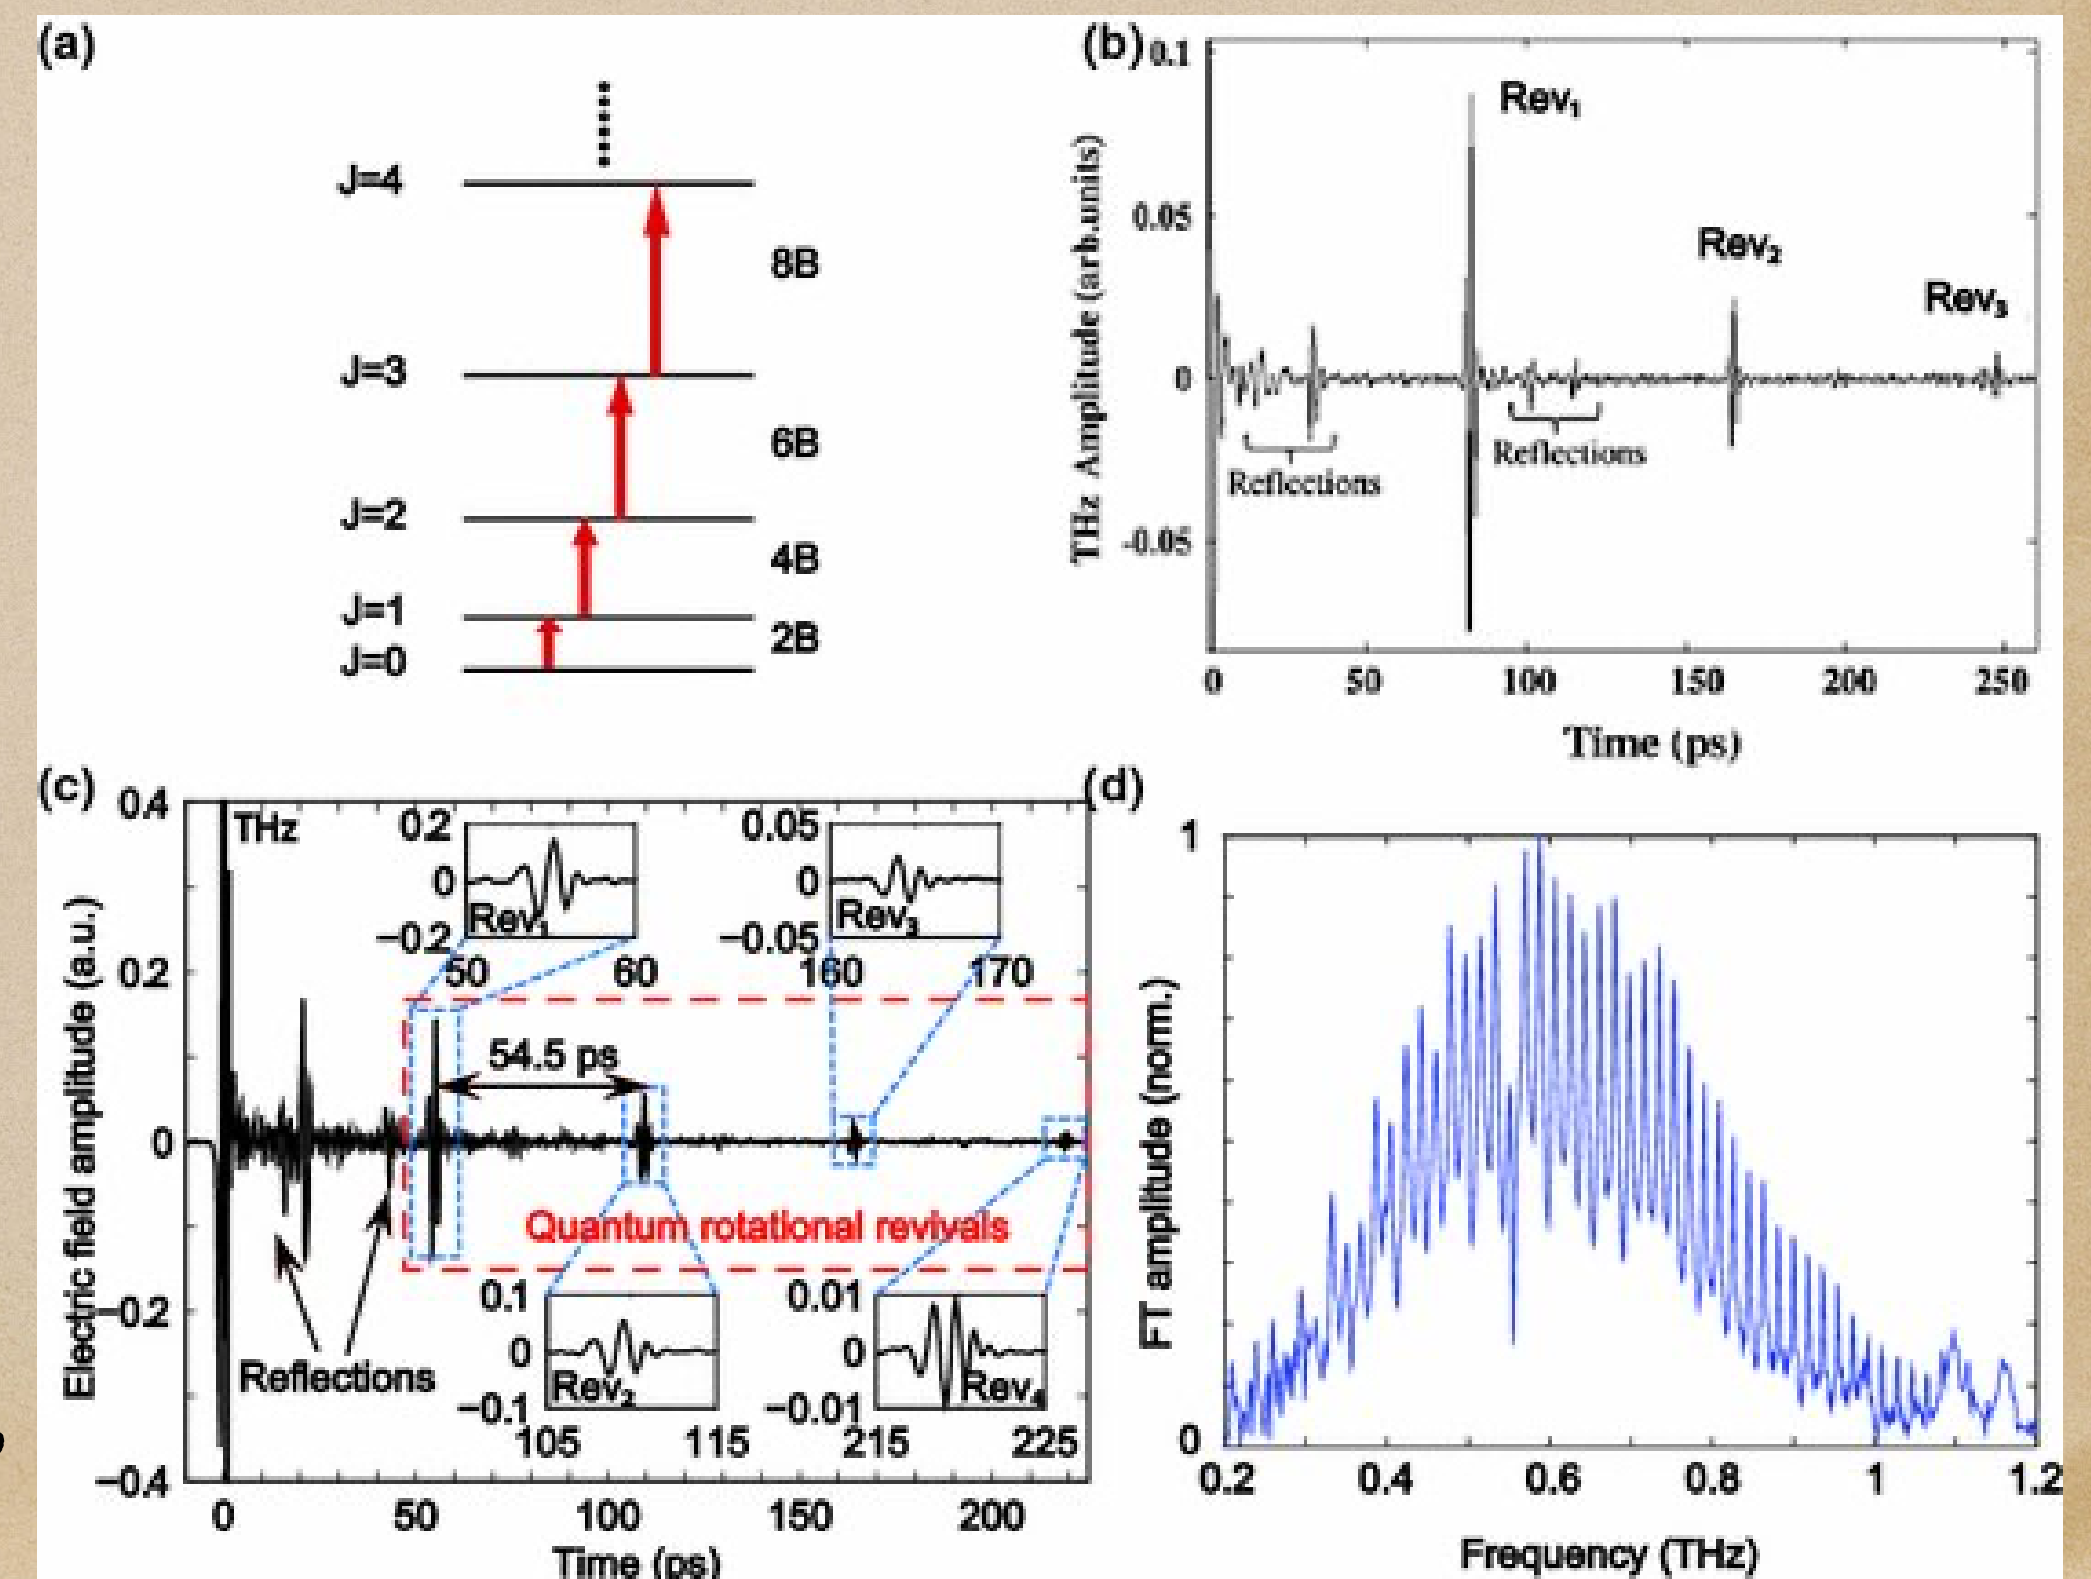 (a)
J=4
8B
J=3
6B
J=2
4B
J=1
2B
J=0
(b)
0.1
0.05
0
-0.05
THz Amplitude (arb.units)
Rev₁
Rev₂
Rev₃
Reflections
Reflections
0 50 100 150 200 250
Time (ps)
(c)
0.4
0.2
0
−0.2
−0.4
Electric field amplitude (a.u.)
THz
0.2
0
−0.2
Rev₁
50 60
0.05
0
−0.05
Rev₃
160 170
54.5 ps
Quantum rotational revivals
Reflections
0.1
0
−0.1
Rev₂
105 115
0.01
0
−0.01
Rev₄
215 225
0 50 100 150 200
Time (ps)
(d)
1
0
FT amplitude (norm.)
0.2 0.4 0.6 0.8 1 1.2
Frequency (THz)